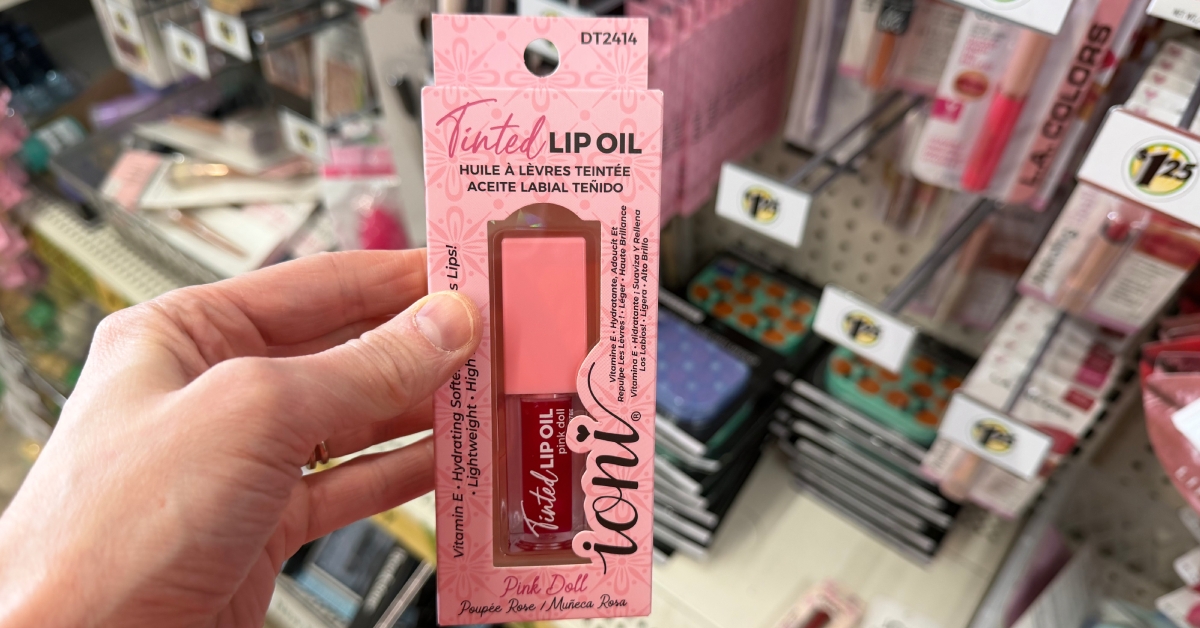 DT2414
Tinted LIP OIL
HUILE À LÈVRES TEINTÉE
ACEITE LABIAL TEÑIDO
s Lips!
Vitamin E • Hydrating
• Lightweight • High
Vitamine E • Hydratante, Adoucit Et
Repulpe Les Lèvres! • Léger • Haute Brillance
Vitamina E • Hidratante ¡ Suaviza Y Rellena
Los Labios! • Ligera • Alto Brillo
Tinted LIP OIL
pink doll
ioni®
Pink Doll
Poupée Rose / Muñeca Rosa
L.A. COLORS
$1.25
$1.25
$1.25
$1.25